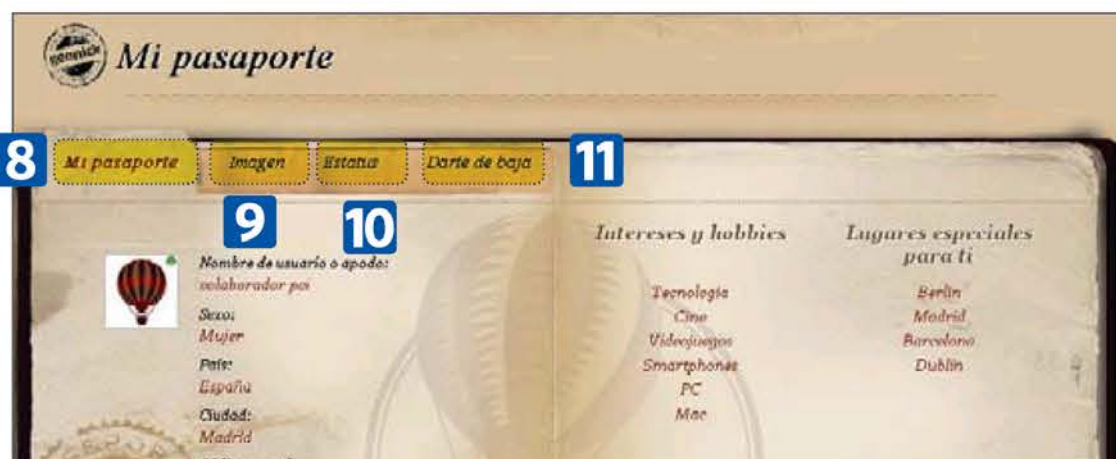 Mi pasaporte
8
Mi pasaporte
Imagen
Estatus
Darte de baja
11
9
10
Nombre de usuario o apodo:
colaborador pci
Sexo:
Mujer
País:
España
Ciudad:
Madrid
Intereses y hobbies
Tecnología
Cine
Videojuegos
Smartphones
PC
Mac
Lugares especiales
para ti
Berlín
Madrid
Barcelona
Dublín